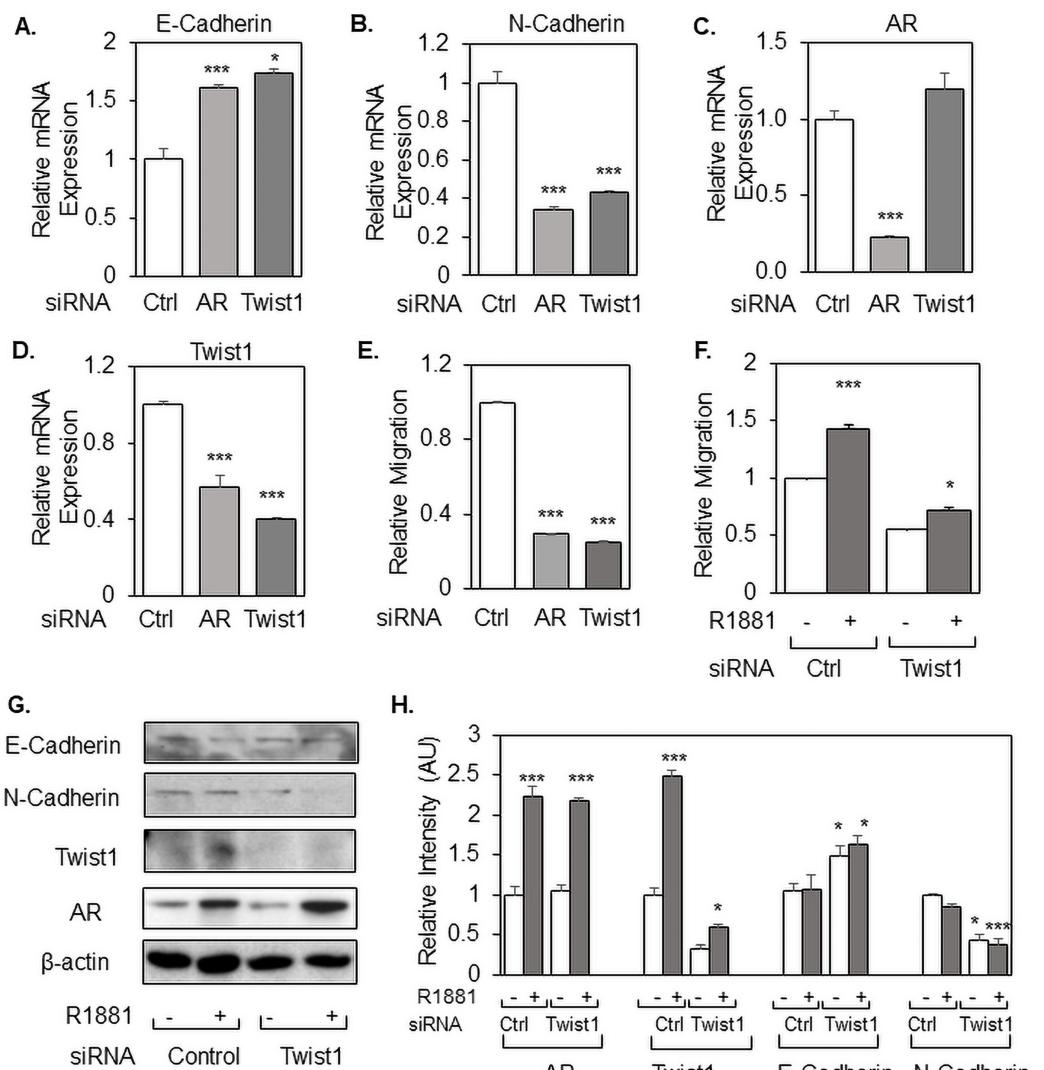 A.
E-Cadherin
2
1.5
1
0.5
0
Relative mRNA
Expression
***
*
siRNA Ctrl AR Twist1
B.
N-Cadherin
1.2
1
0.8
0.6
0.4
0.2
0
Relative mRNA
Expression
***
***
siRNA Ctrl AR Twist1
C.
AR
1.5
1.0
0.5
0.0
Relative mRNA
Expression
***
siRNA Ctrl AR Twist1
D.
Twist1
1.2
0.8
0.4
0
Relative mRNA
Expression
***
***
siRNA Ctrl AR Twist1
E.
1.2
0.8
0.4
0
Relative Migration
***
***
siRNA Ctrl AR Twist1
F.
2
1.5
1
0.5
0
Relative Migration
***
*
R1881 - + - +
siRNA Ctrl Twist1
G.
E-Cadherin
N-Cadherin
Twist1
AR
β-actin
R1881 - + - +
siRNA Control Twist1
H.
3
2.5
2
1.5
1
0.5
0
Relative Intensity (AU)
*** *** *** * * * * ***
R1881 - + - + - + - + - + - + - + - +
siRNA Ctrl Twist1 Ctrl Twist1 Ctrl Twist1 Ctrl Twist1
AR Twist1 E-Cadherin N-Cadherin